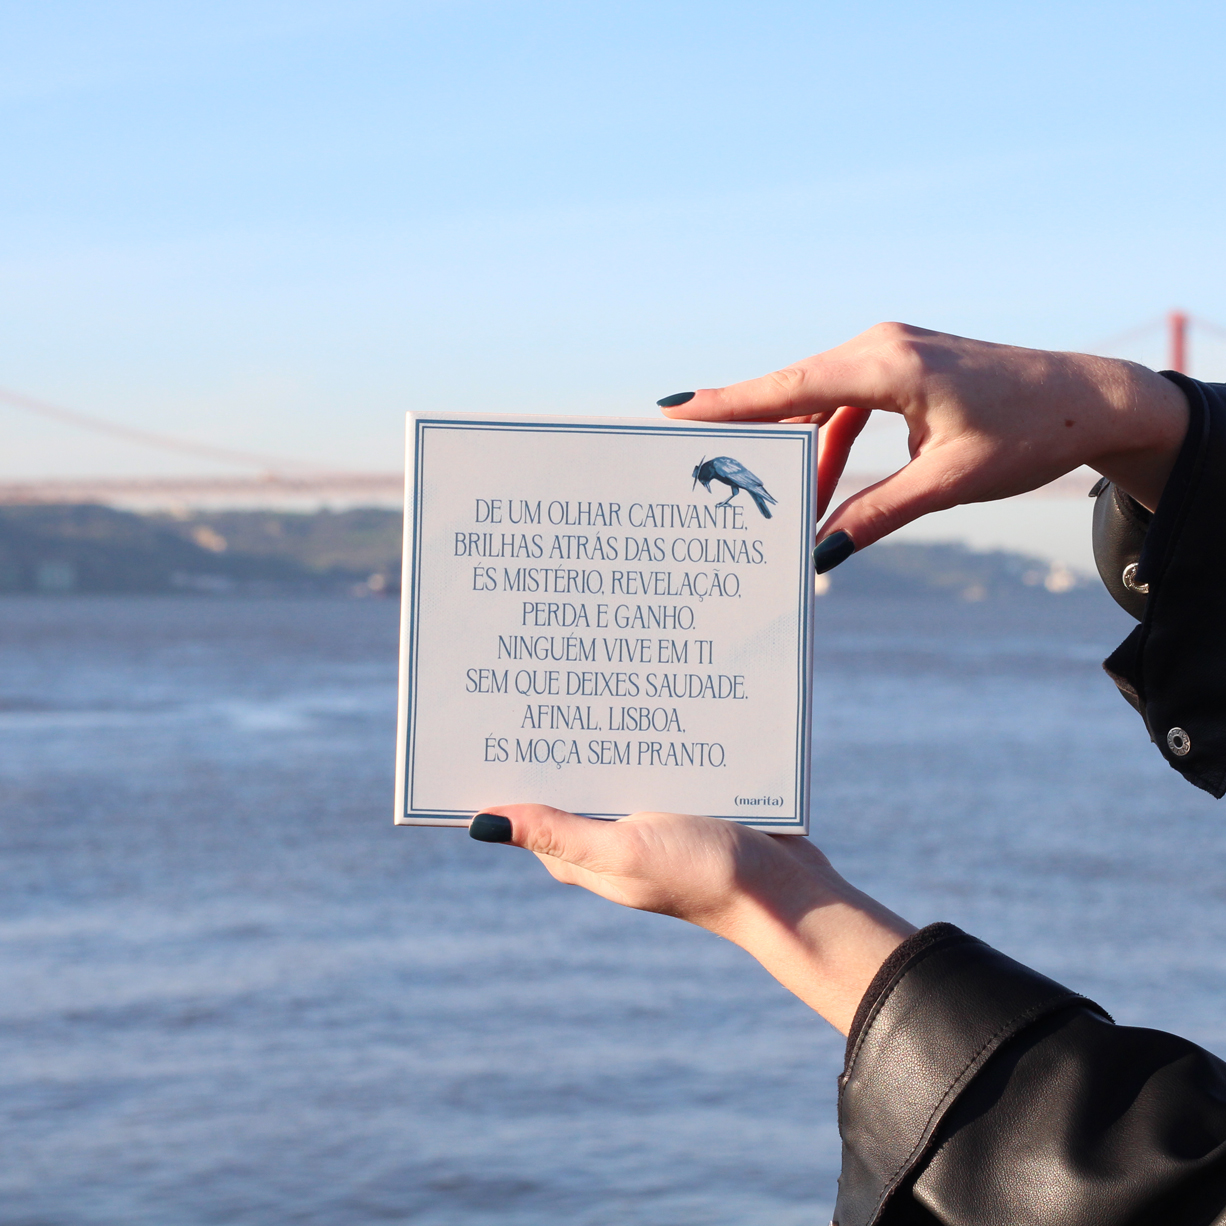 DE UM OLHAR CATIVANTE,
BRILHAS ATRÁS DAS COLINAS.
ÉS MISTÉRIO, REVELAÇÃO,
PERDA E GANHO.
NINGUÉM VIVE EM TI
SEM QUE DEIXES SAUDADE.
AFINAL, LISBOA,
ÉS MOÇA SEM PRANTO.
(marita)